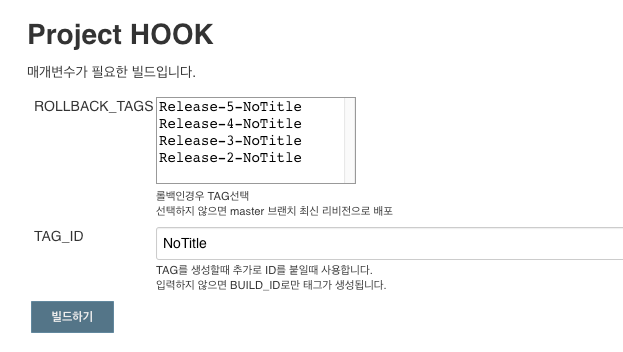 Project HOOK
매개변수가 필요한 빌드입니다.
ROLLBACK_TAGS
Release-5-NoTitle
Release-4-NoTitle
Release-3-NoTitle
Release-2-NoTitle
롤백인경우 TAG선택
선택하지 않으면 master 브랜치 최신 리비전으로 배포
TAG_ID
NoTitle
TAG를 생성할때 추가로 ID를 붙일때 사용합니다.
입력하지 않으면 BUILD_ID로만 태그가 생성됩니다.
빌드하기